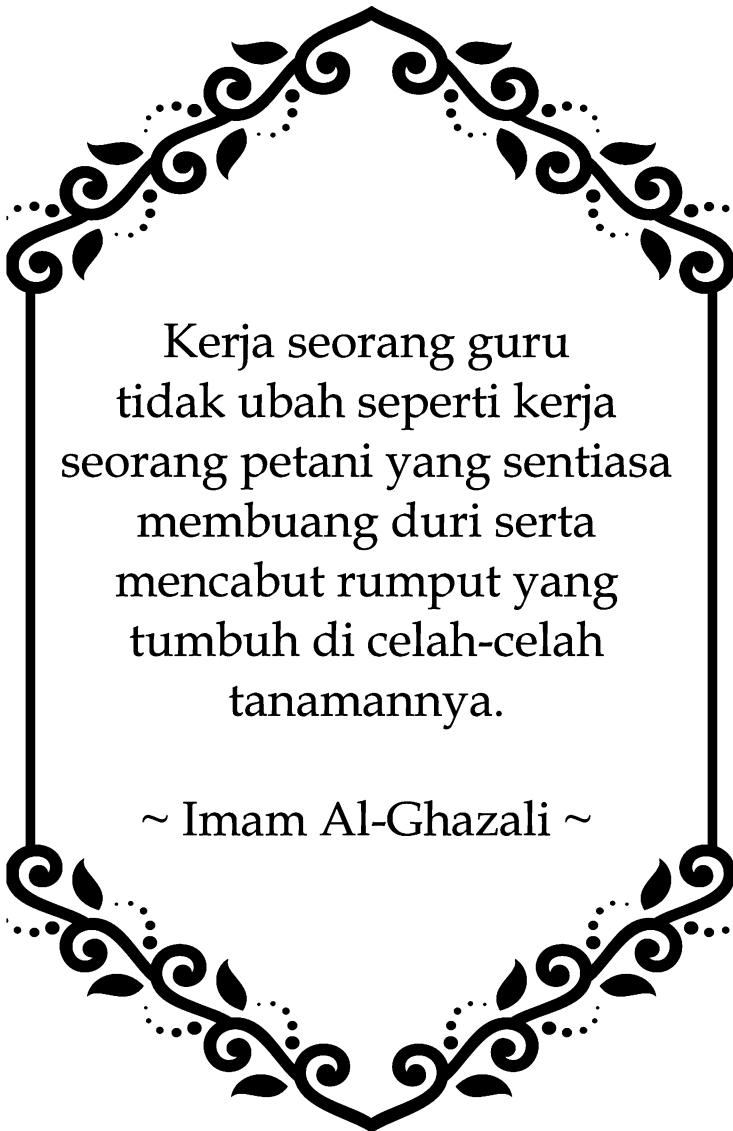 Kerja seorang guru
tidak ubah seperti kerja
seorang petani yang sentiasa
membuang duri serta
mencabut rumput yang
tumbuh di celah-celah
tanamannya.
~ Imam Al-Ghazali ~